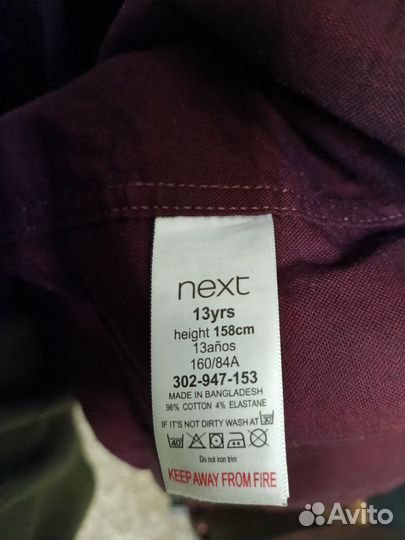 next
13yrs
height 158cm
13años
160/84A
302-947-153
MADE IN BANGLADESH
96% COTTON 4% ELASTANE
IF IT'S NOT DIRTY WASH AT 30
40
Do not iron trim
KEEP AWAY FROM FIRE
Avito